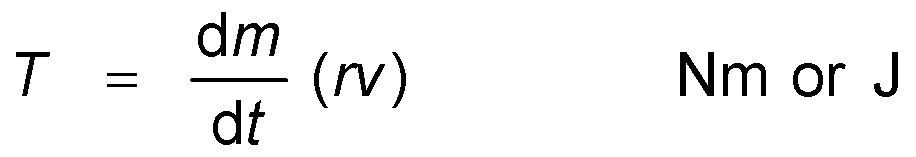 T = dm/dt (rv) Nm or J